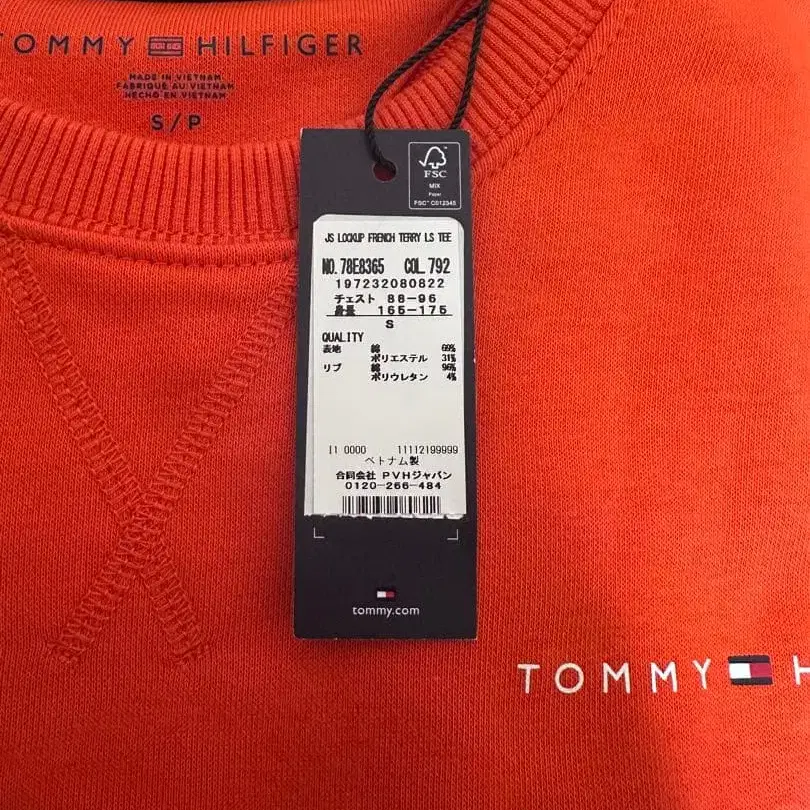 TOMMY HILFIGER
MADE IN VIETNAM
FABRIQUÉ AU VIETNAM
HECHO EN VIETNAM
S/P
FSC
MIX
Paper
FSC™ C012345
JS LOCKUP FRENCH TERRY LS TEE
NO.78E8365 COL.792
197232080822
チェスト 88-96
身長 165-175
S
QUALITY
表地 綿 69%
ポリエステル 31%
リブ 綿 96%
ポリウレタン 4%
I1 0000 11112199999
ベトナム製
合同会社 PVHジャパン
0120-266-484
tommy.com
TOMMY H